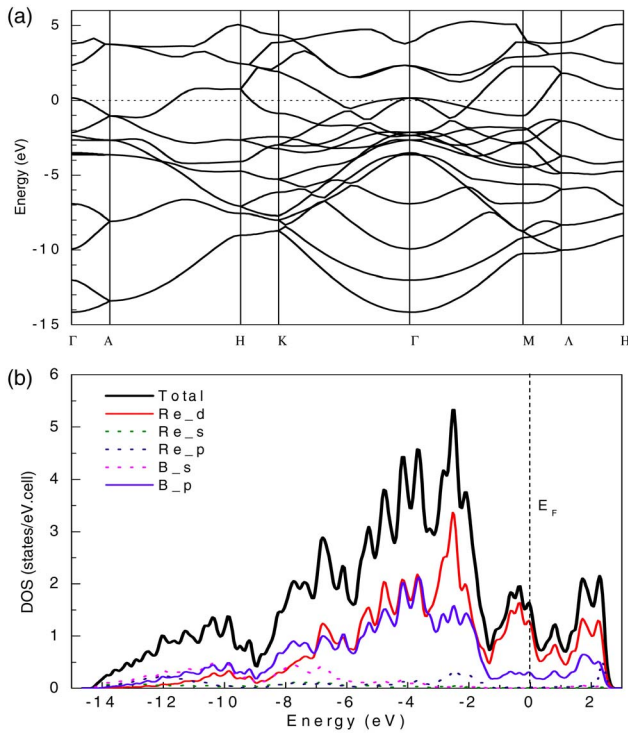 (a)
5
0
-5
-10
-15
Energy (eV)
Γ A H K Γ M Λ H
(b)
6
5
4
3
2
1
0
DOS (states/eV.cell)
Total
Re_d
Re_s
Re_p
B_s
B_p
E_F
-14 -12 -10 -8 -6 -4 -2 0 2
Energy (eV)